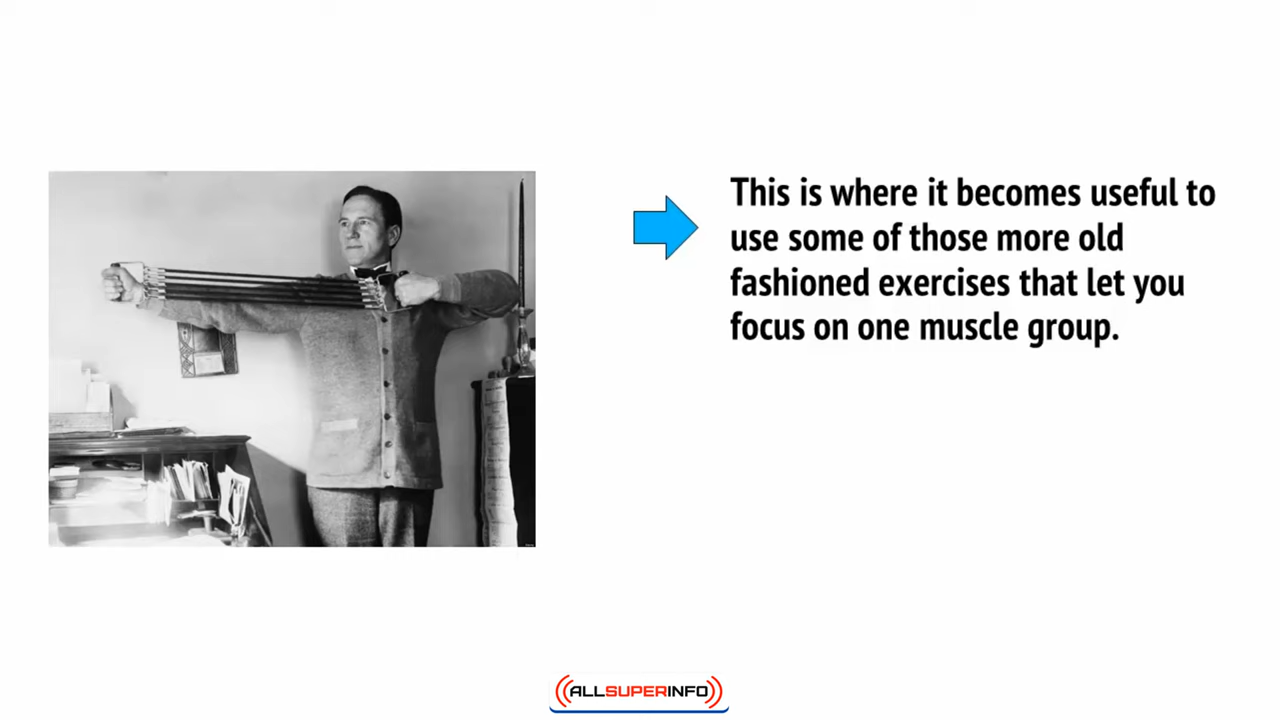 This is where it becomes useful to
use some of those more old
fashioned exercises that let you
focus on one muscle group.
ALLSUPERINFO